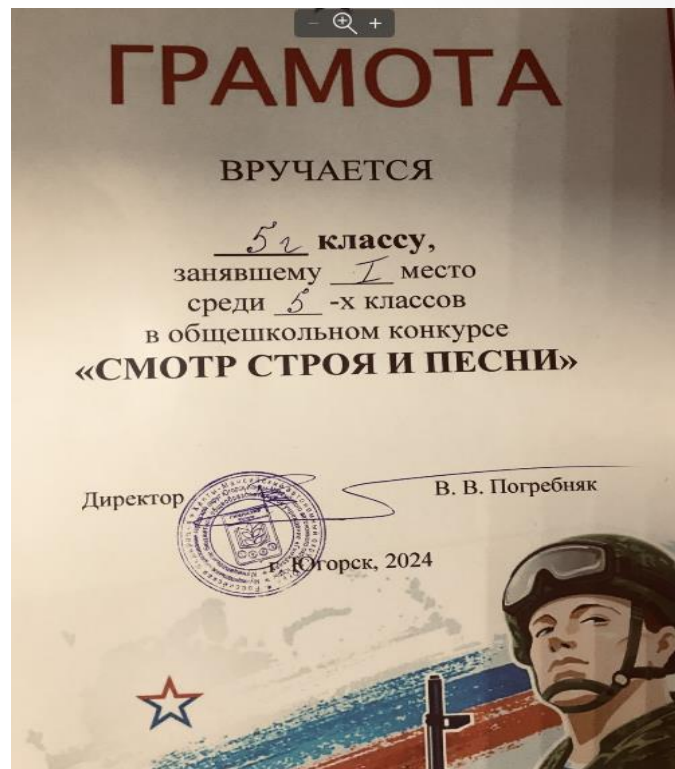 ГРАМОТА
ВРУЧАЕТСЯ
5г классу,
занявшему I место
среди 5 -х классов
в общешкольном конкурсе
«СМОТР СТРОЯ И ПЕСНИ»
Директор В. В. Погребняк
г. Югорск, 2024